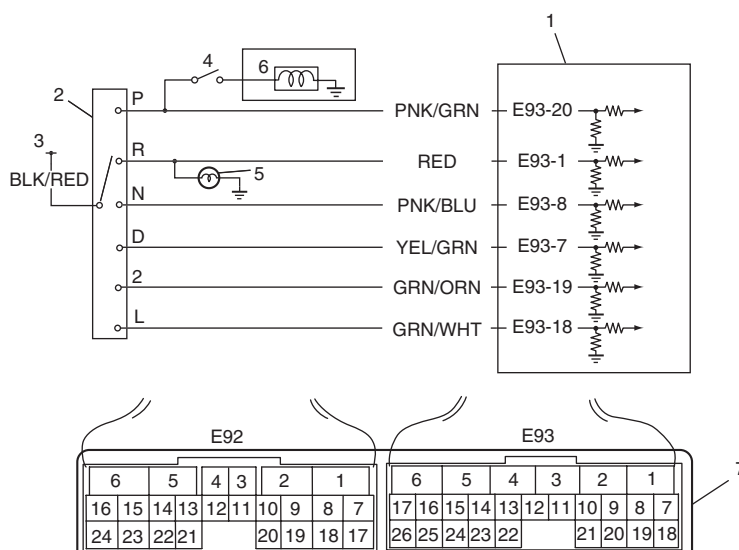 1
4
6
2
P
PNK/GRN E93-20
3
R
RED E93-1
5
BLK/RED
N
PNK/BLU E93-8
D
YEL/GRN E93-7
2
GRN/ORN E93-19
L
GRN/WHT E93-18
E92 E93
7
6 5 4 3 2 1 6 5 4 3 2 1
16 15 14 13 12 11 10 9 8 7 17 16 15 14 13 12 11 10 9 8 7
24 23 22 21 20 19 18 17 26 25 24 23 22 21 20 19 18